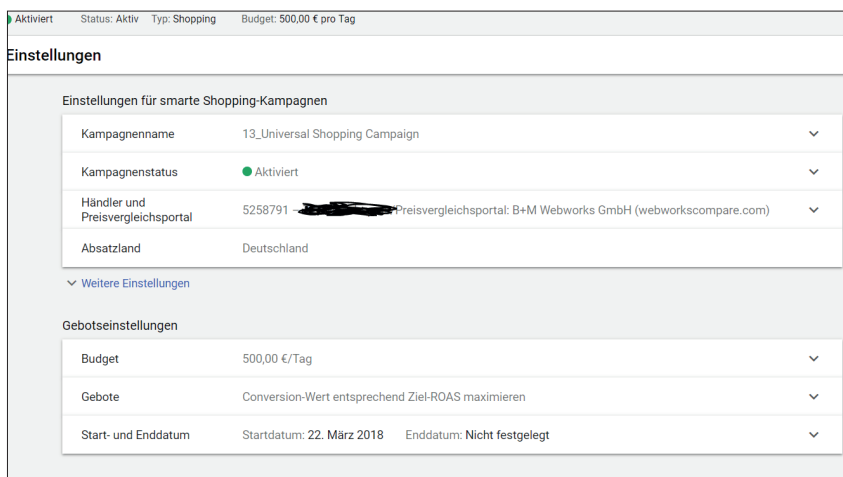 Aktiviert Status: Aktiv Typ: Shopping Budget: 500,00 € pro Tag
Einstellungen
Einstellungen für smarte Shopping-Kampagnen
Kampagnenname 13_Universal Shopping Campaign
Kampagnenstatus Aktiviert
Händler und
Preisvergleichsportal 5258791 – /Preisvergleichsportal: B+M Webworks GmbH (webworkscompare.com)
Absatzland Deutschland
Weitere Einstellungen
Gebotseinstellungen
Budget 500,00 €/Tag
Gebote Conversion-Wert entsprechend Ziel-ROAS maximieren
Start- und Enddatum Startdatum: 22. März 2018 Enddatum: Nicht festgelegt